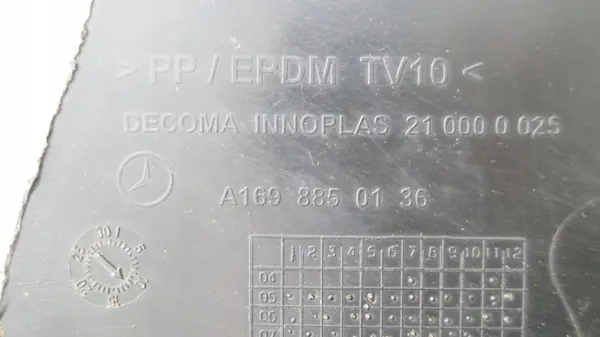 > PP / EPDM TV10 <
DECOMA INNOPLAS 21 000 0 025
A169 885 01 36
1 2 3 4 5 6 7 8 9 10 11 12
04
05
06
07